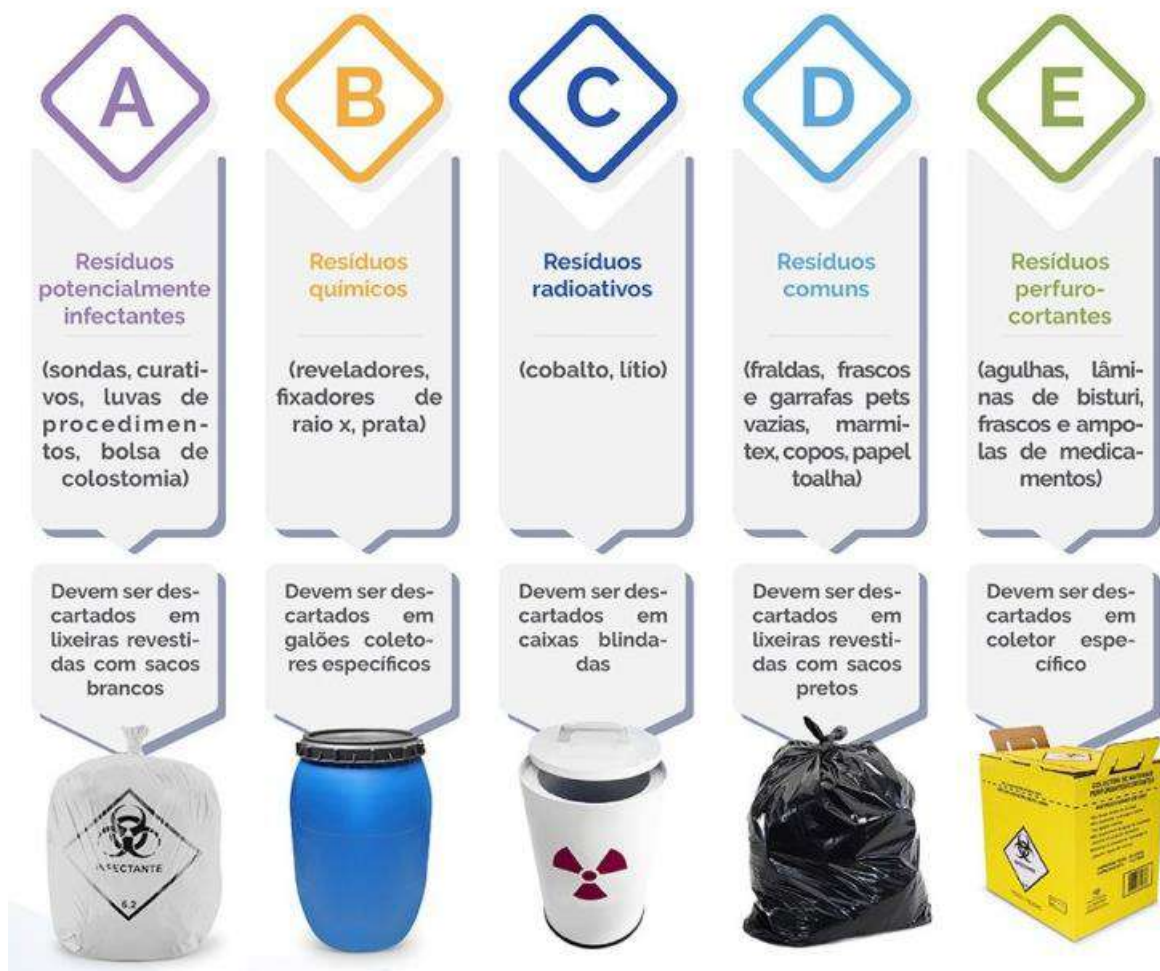 A
B
C
D
E
Resíduos
potencialmente
infectantes
(sondas, curati-
vos, luvas de
procedimen-
tos, bolsa de
colostomia)
Resíduos
químicos
(reveladores,
fixadores de
raio x, prata)
Resíduos
radioativos
(cobalto, lítio)
Resíduos
comuns
(fraldas, frascos
e garrafas pets
vazias, marmi-
tex, copos, papel
toalha)
Resíduos
perfuro-
cortantes
(agulhas, lâmi-
nas de bisturi,
frascos e ampo-
las de medica-
mentos)
Devem ser des-
cartados em
lixeiras revesti-
das com sacos
brancos
Devem ser des-
cartados em
galões coleto-
res específicos
Devem ser des-
cartados em
caixas blinda-
das
Devem ser des-
cartados em
lixeiras revesti-
das com sacos
pretos
Devem ser des-
cartados em
coletor espe-
cífico
INFECTANTE
6.2
COLETOR DE MATERIAIS
PERFUROCORTANTES